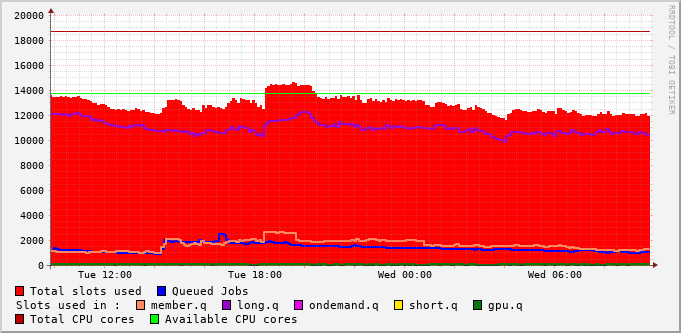 20000
18000
16000
14000
12000
10000
8000
6000
4000
2000
0
Tue 12:00 Tue 18:00 Wed 00:00 Wed 06:00
RRDTOOL / TOBI OETIKER
Total slots used Queued Jobs
Slots used in : member.q long.q ondemand.q short.q gpu.q
Total CPU cores Available CPU cores